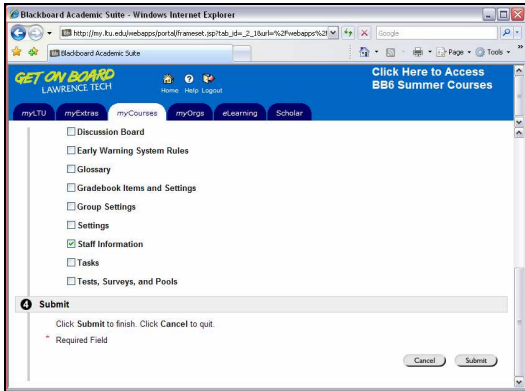 Blackboard Academic Suite - Windows Internet Explorer
http://my.ltu.edu/webapps/portal/frameset.jsp?tab_id=_2_1&url=%2fwebapps%2f
Google
Blackboard Academic Suite
Page
Tools
GET ON BOARD
LAWRENCE TECH
Home Help Logout
Click Here to Access
BB6 Summer Courses
myLTU myExtras myCourses myOrgs eLearning Scholar
Discussion Board
Early Warning System Rules
Glossary
Gradebook Items and Settings
Group Settings
Settings
Staff Information
Tasks
Tests, Surveys, and Pools
4 Submit
Click Submit to finish. Click Cancel to quit.
* Required Field
Cancel Submit